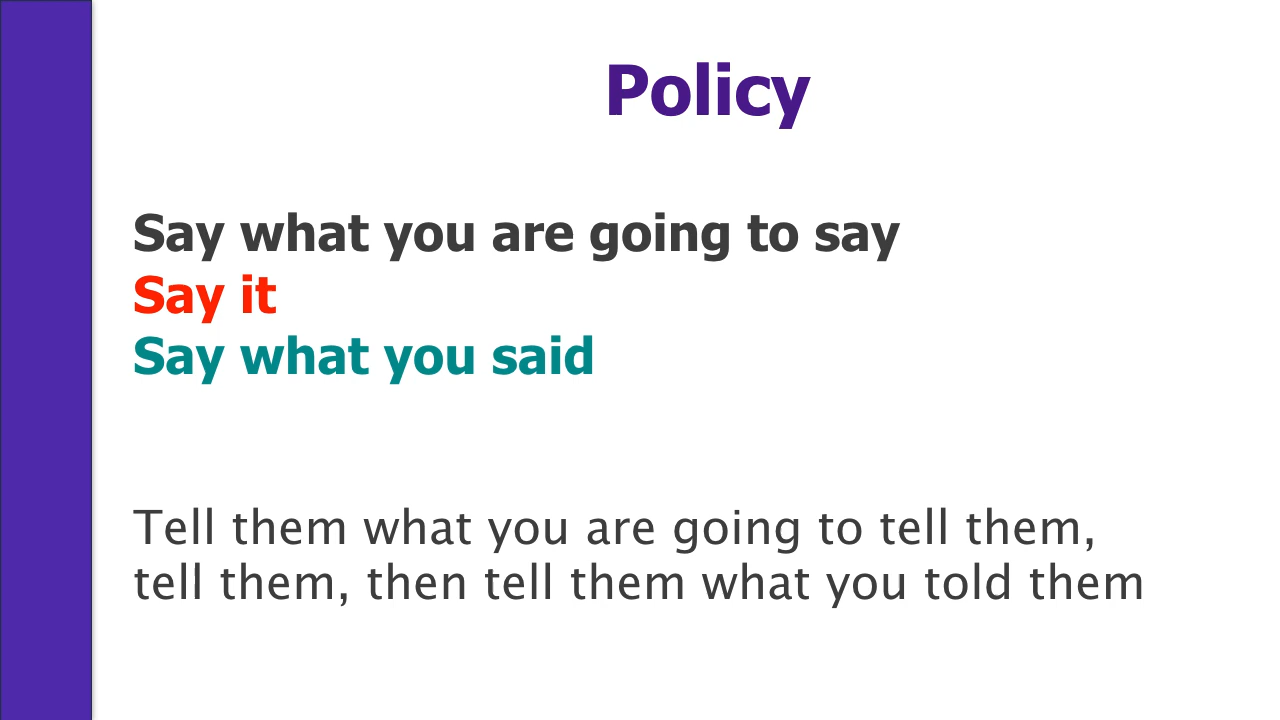 Policy
Say what you are going to say
Say it
Say what you said
Tell them what you are going to tell them,
tell them, then tell them what you told them